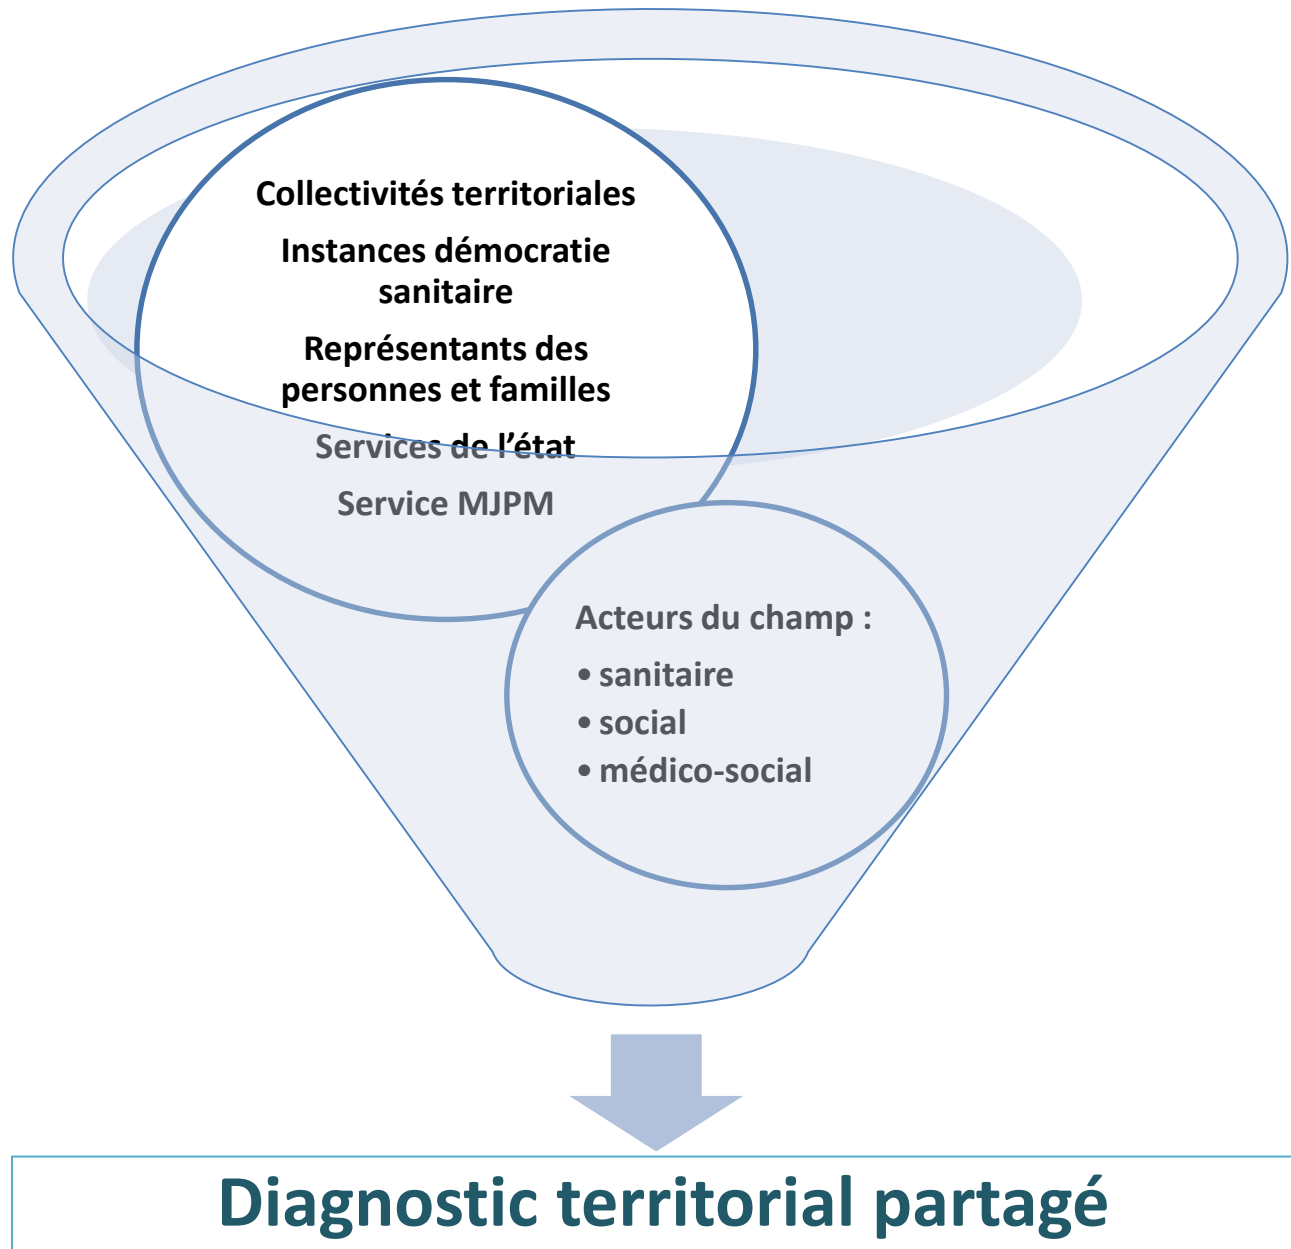 Collectivités territoriales
Instances démocratie
sanitaire
Représentants des
personnes et familles
Services de l’état
Service MJPM
Acteurs du champ :
• sanitaire
• social
• médico-social
Diagnostic territorial partagé